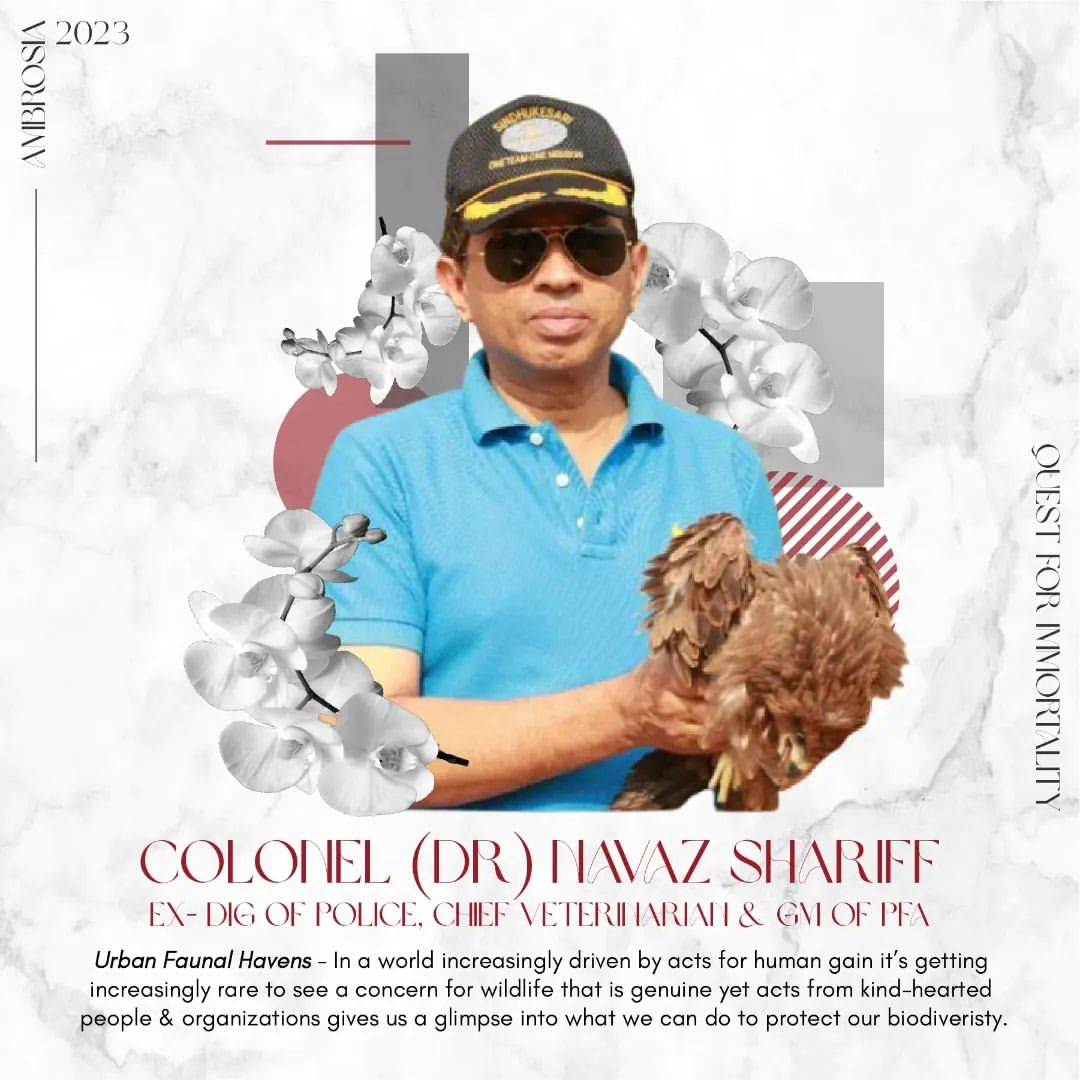 AMBROSIA 2023
SINDHUKESARI
ONE TEAM ONE MISSION
QUEST FOR IMMORTALITY
COLONEL (DR) NAVAZ SHARIFF
EX- DIG OF POLICE, CHIEF VETERINARIAN & GM OF PFA
Urban Faunal Havens - In a world increasingly driven by acts for human gain it's getting
increasingly rare to see a concern for wildlife that is genuine yet acts from kind-hearted
people & organizations gives us a glimpse into what we can do to protect our biodiveristy.